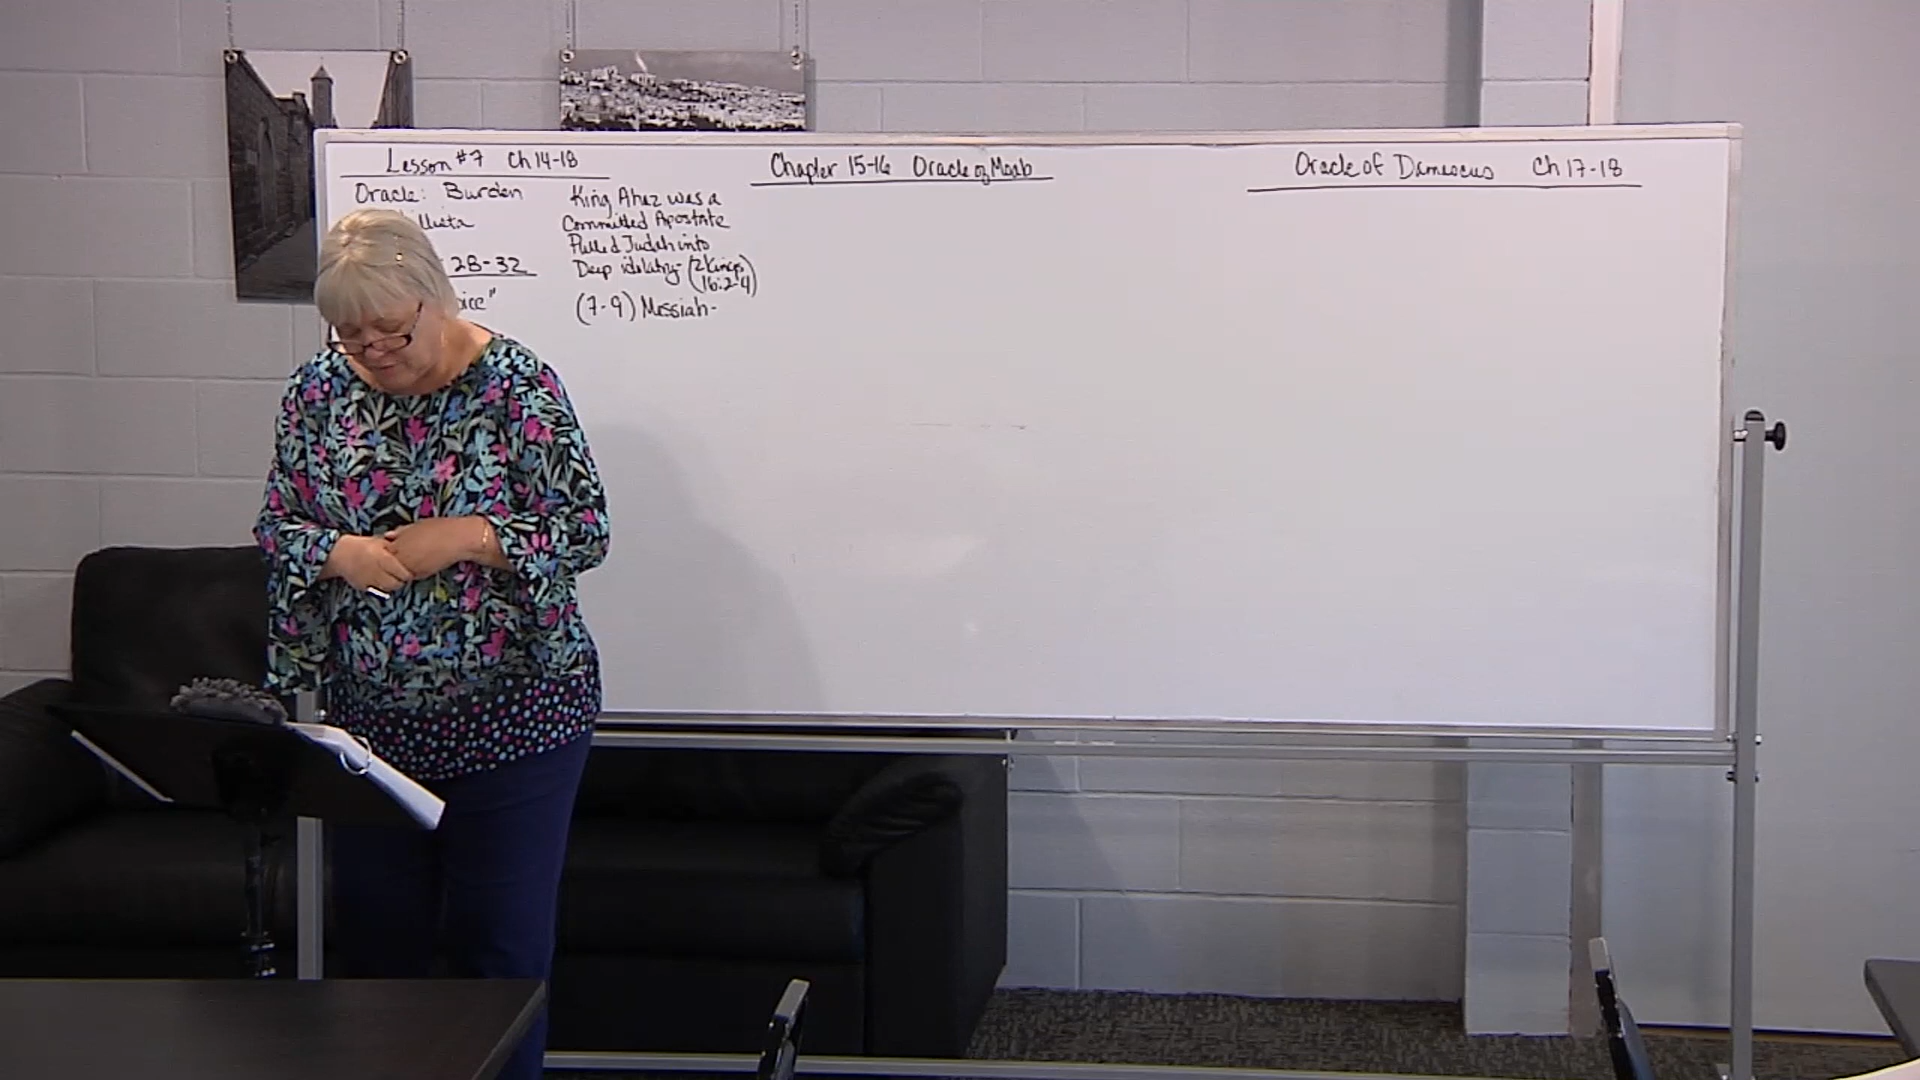 Lesson #7 Ch 14-18
Oracle: Burden
28-32
King Ahaz was a
Committed Apostate
Pulled Judah into
Deep idolatry- (2 Kings
16:2-4)
(7-9) Messiah-
Chapter 15-16 Oracle of Moab
Oracle of Damascus Ch 17-18